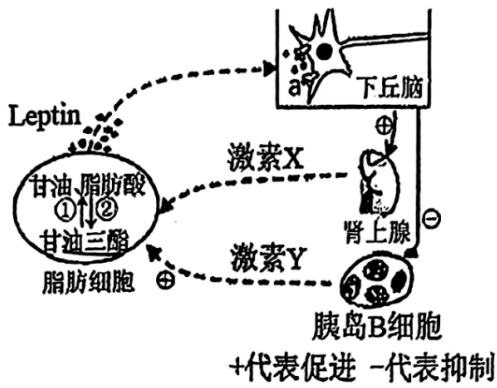 a
下丘脑
Leptin
⊕
激素X
甘油 脂肪酸
① ②
甘油三酯
肾上腺
⊖
激素Y
脂肪细胞
⊕
胰岛B细胞
+代表促进 -代表抑制